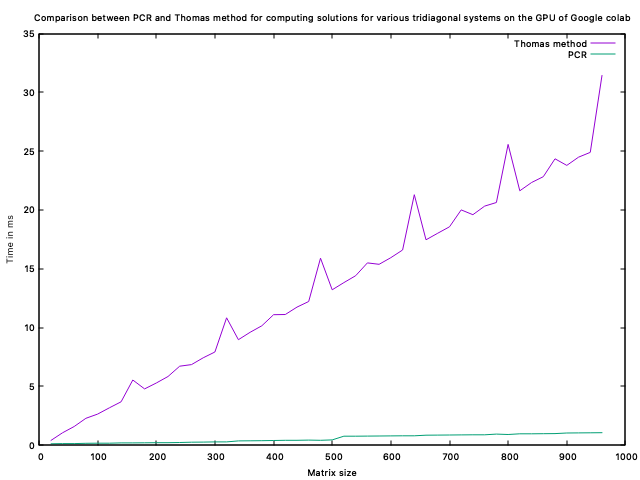 Comparison between PCR and Thomas method for computing solutions for various tridiagonal systems on the GPU of Google colab
35
30
25
20
15
10
5
0
Time in ms
Thomas method
PCR
0 100 200 300 400 500 600 700 800 900 1000
Matrix size